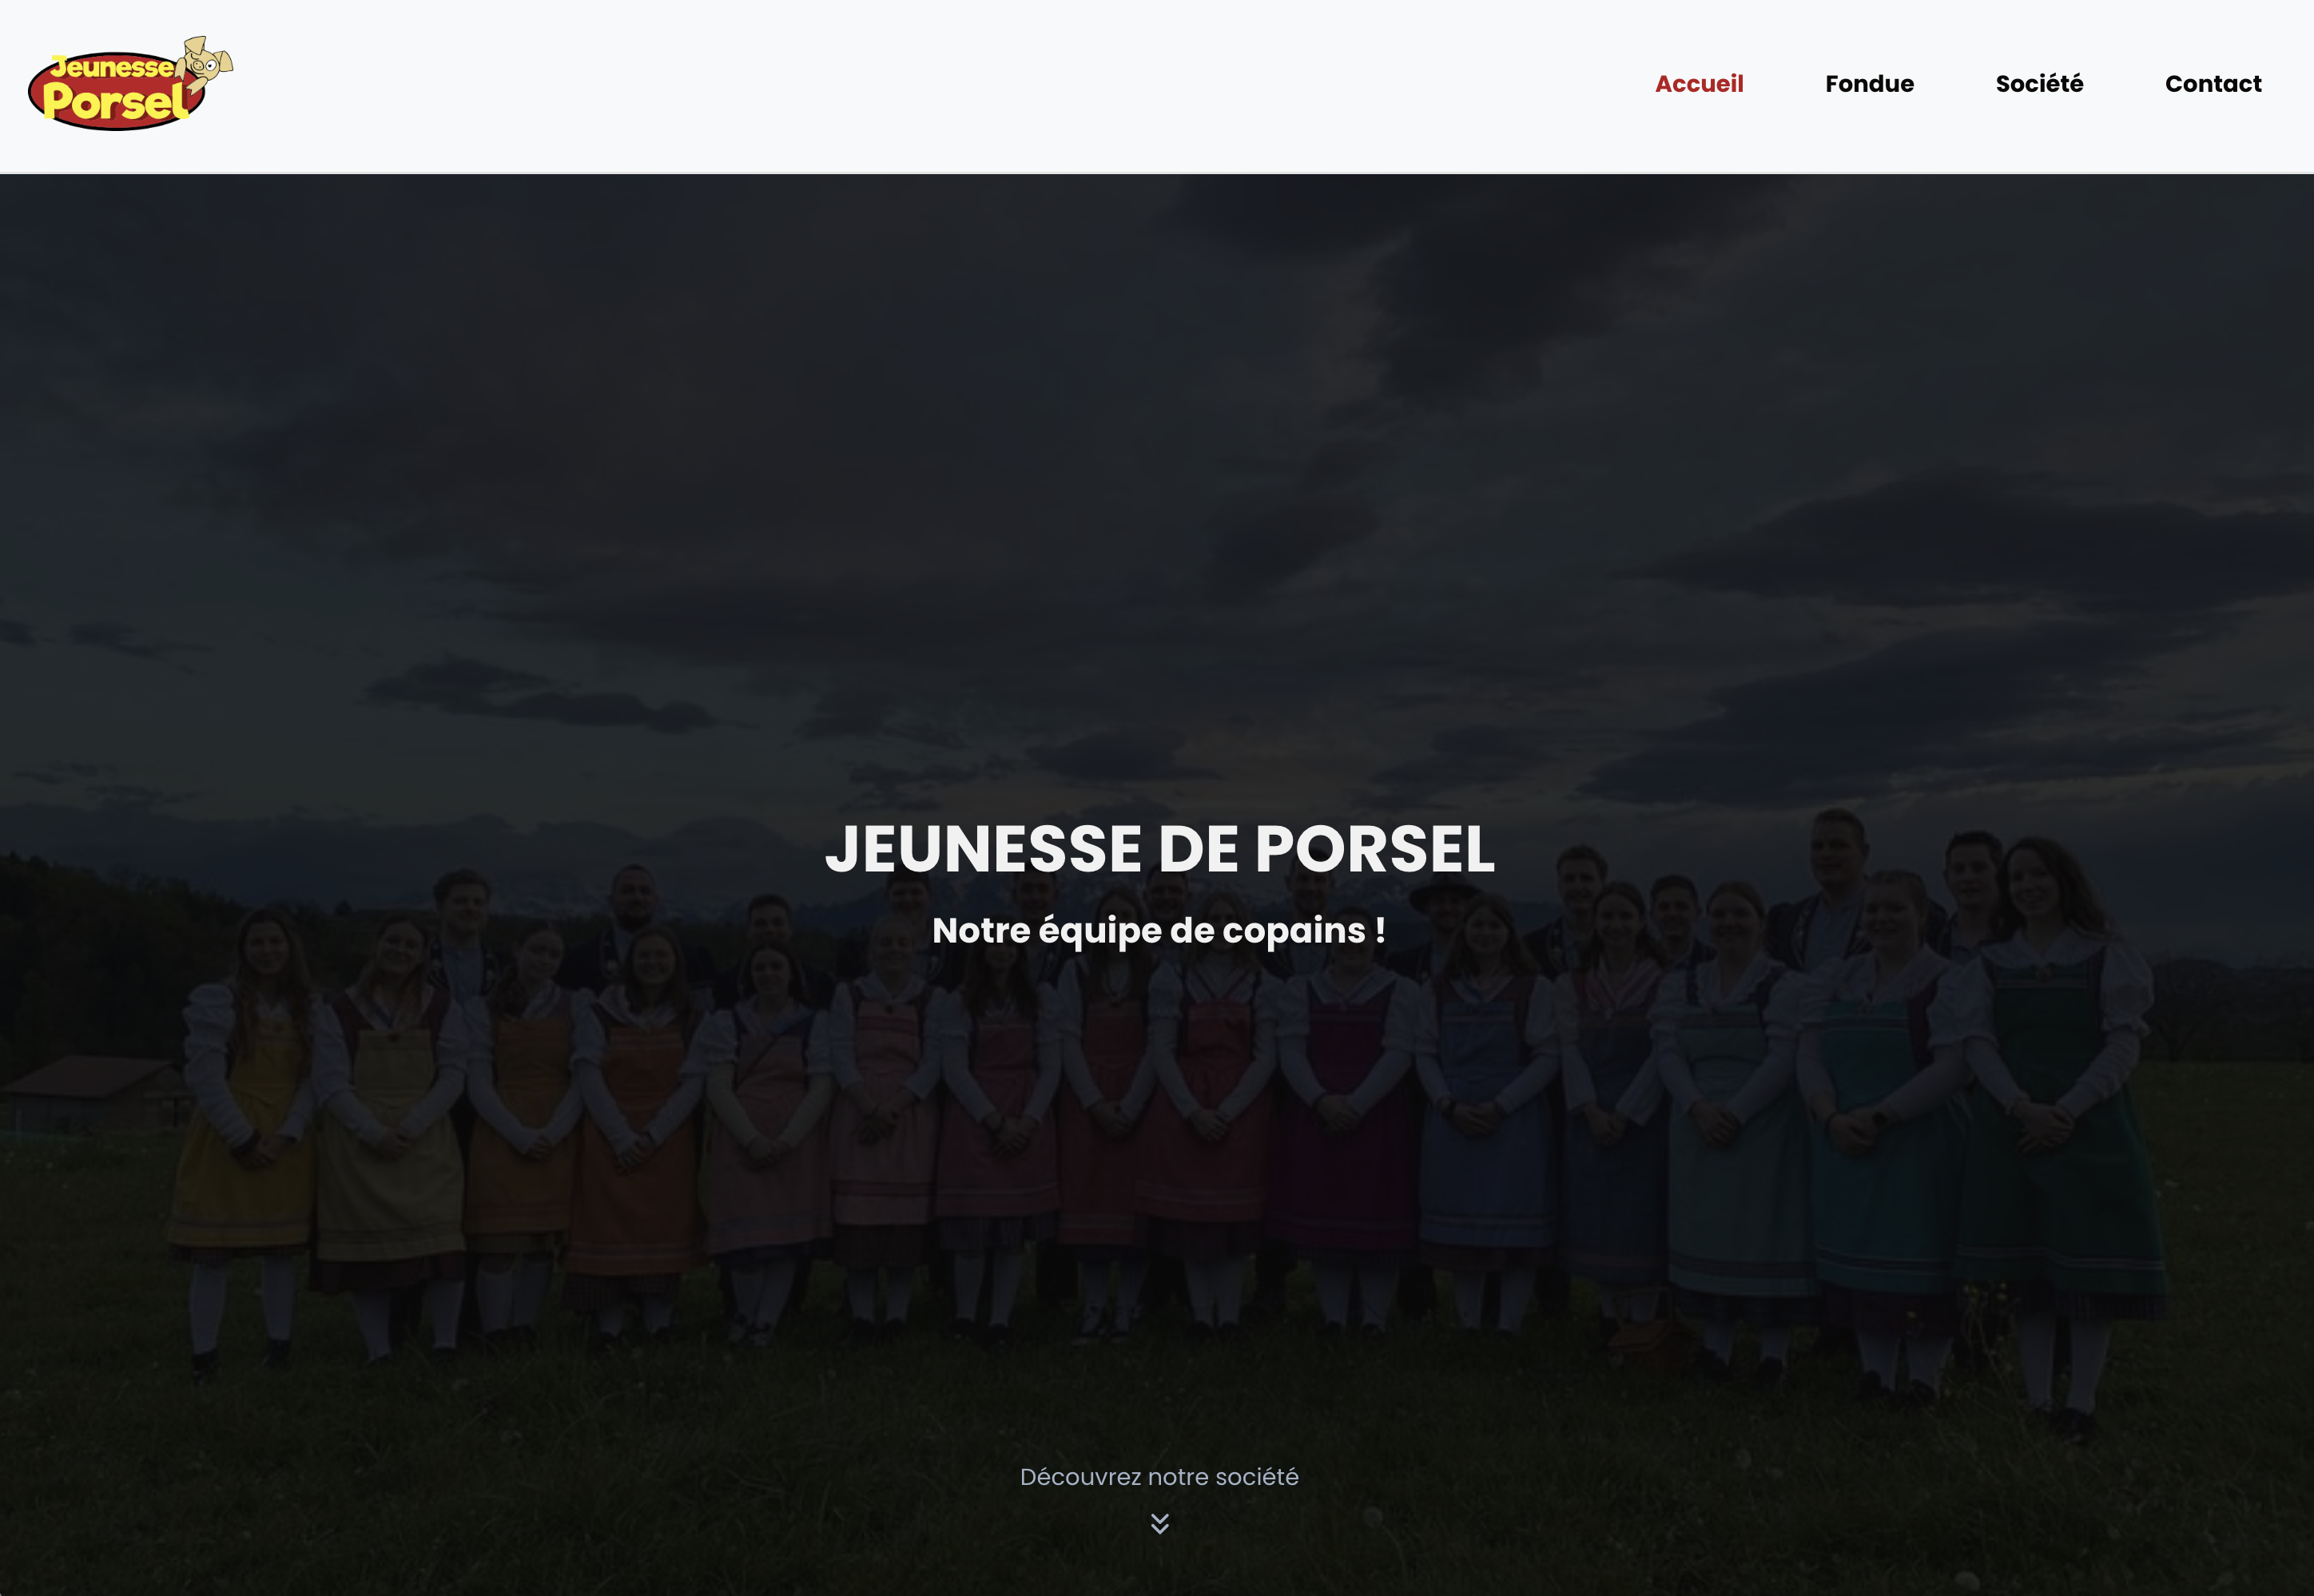 Jeunesse
Porsel
Accueil
Fondue
Société
Contact
JEUNESSE DE PORSEL
Notre équipe de copains !
Découvrez notre société